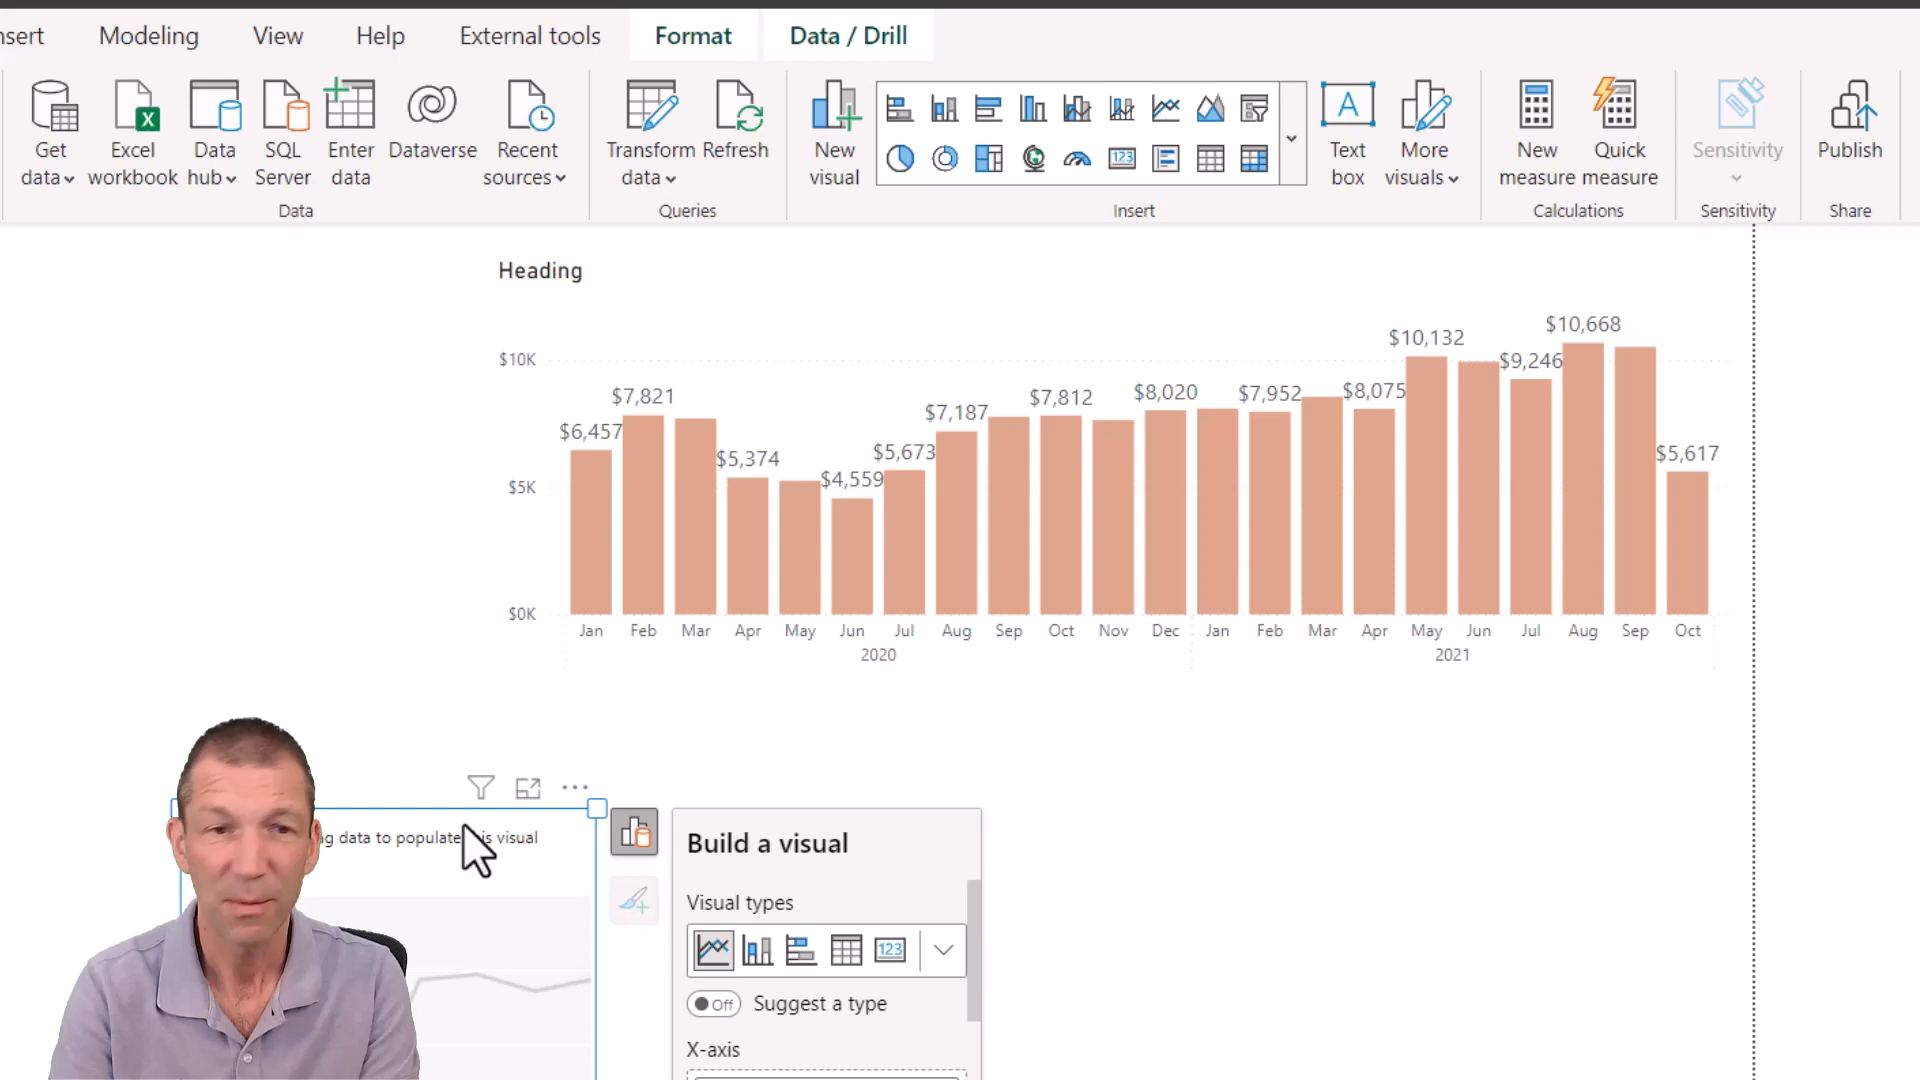 nsert Modeling View Help External tools Format Data / Drill
Get data
Excel workbook
Data hub
SQL Server
Enter data
Dataverse
Recent sources
Transform data
Refresh
New visual
123
A
Text box
More visuals
New measure
Quick measure
Sensitivity
Publish
Data
Queries
Insert
Calculations
Sensitivity
Share
Heading
$10K
$5K
$0K
$6,457 $7,821 $5,374 $4,559 $5,673 $7,187 $7,812 $8,020 $7,952 $8,075 $10,132 $9,246 $10,668 $5,617
Jan Feb Mar Apr May Jun Jul Aug Sep Oct Nov Dec Jan Feb Mar Apr May Jun Jul Aug Sep Oct
2020 2021
data to populate visual
Build a visual
Visual types
123
Off Suggest a type
X-axis